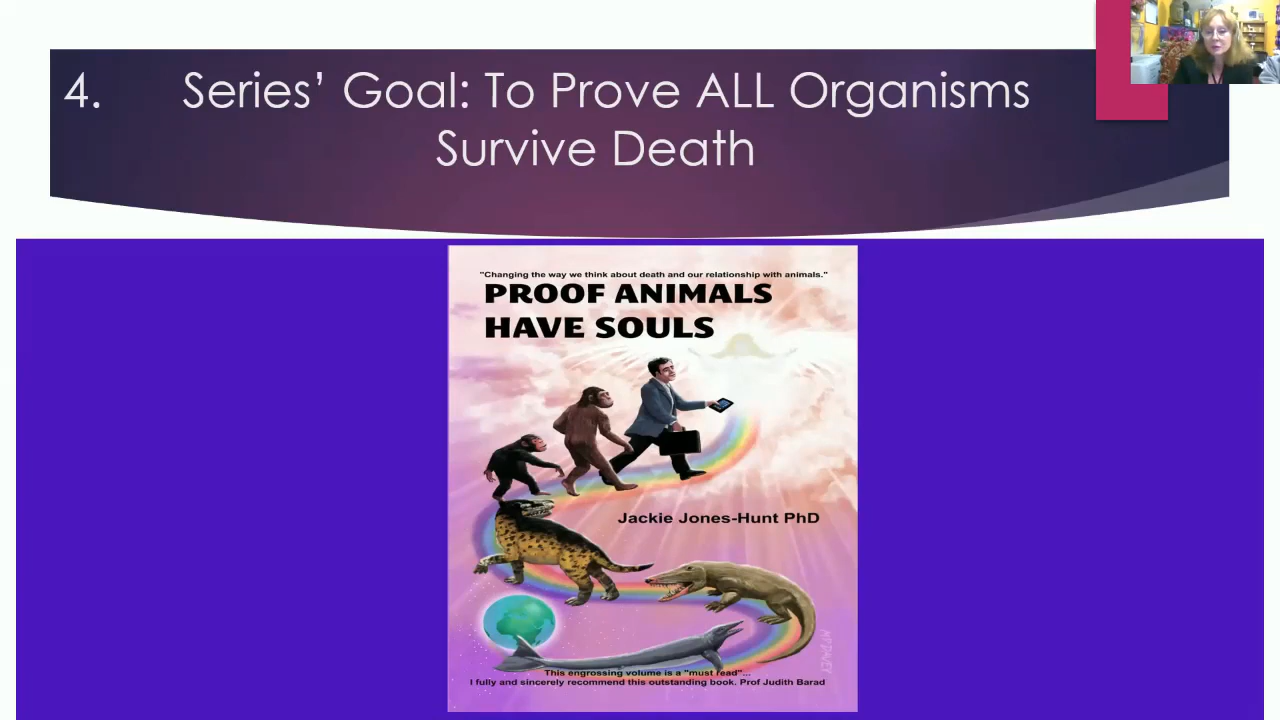 4. Series’ Goal: To Prove ALL Organisms
Survive Death
"Changing the way we think about death and our relationship with animals."
PROOF ANIMALS
HAVE SOULS
Jackie Jones-Hunt PhD
This engrossing volume is a "must read"...
I fully and sincerely recommend this outstanding book. Prof Judith Barad